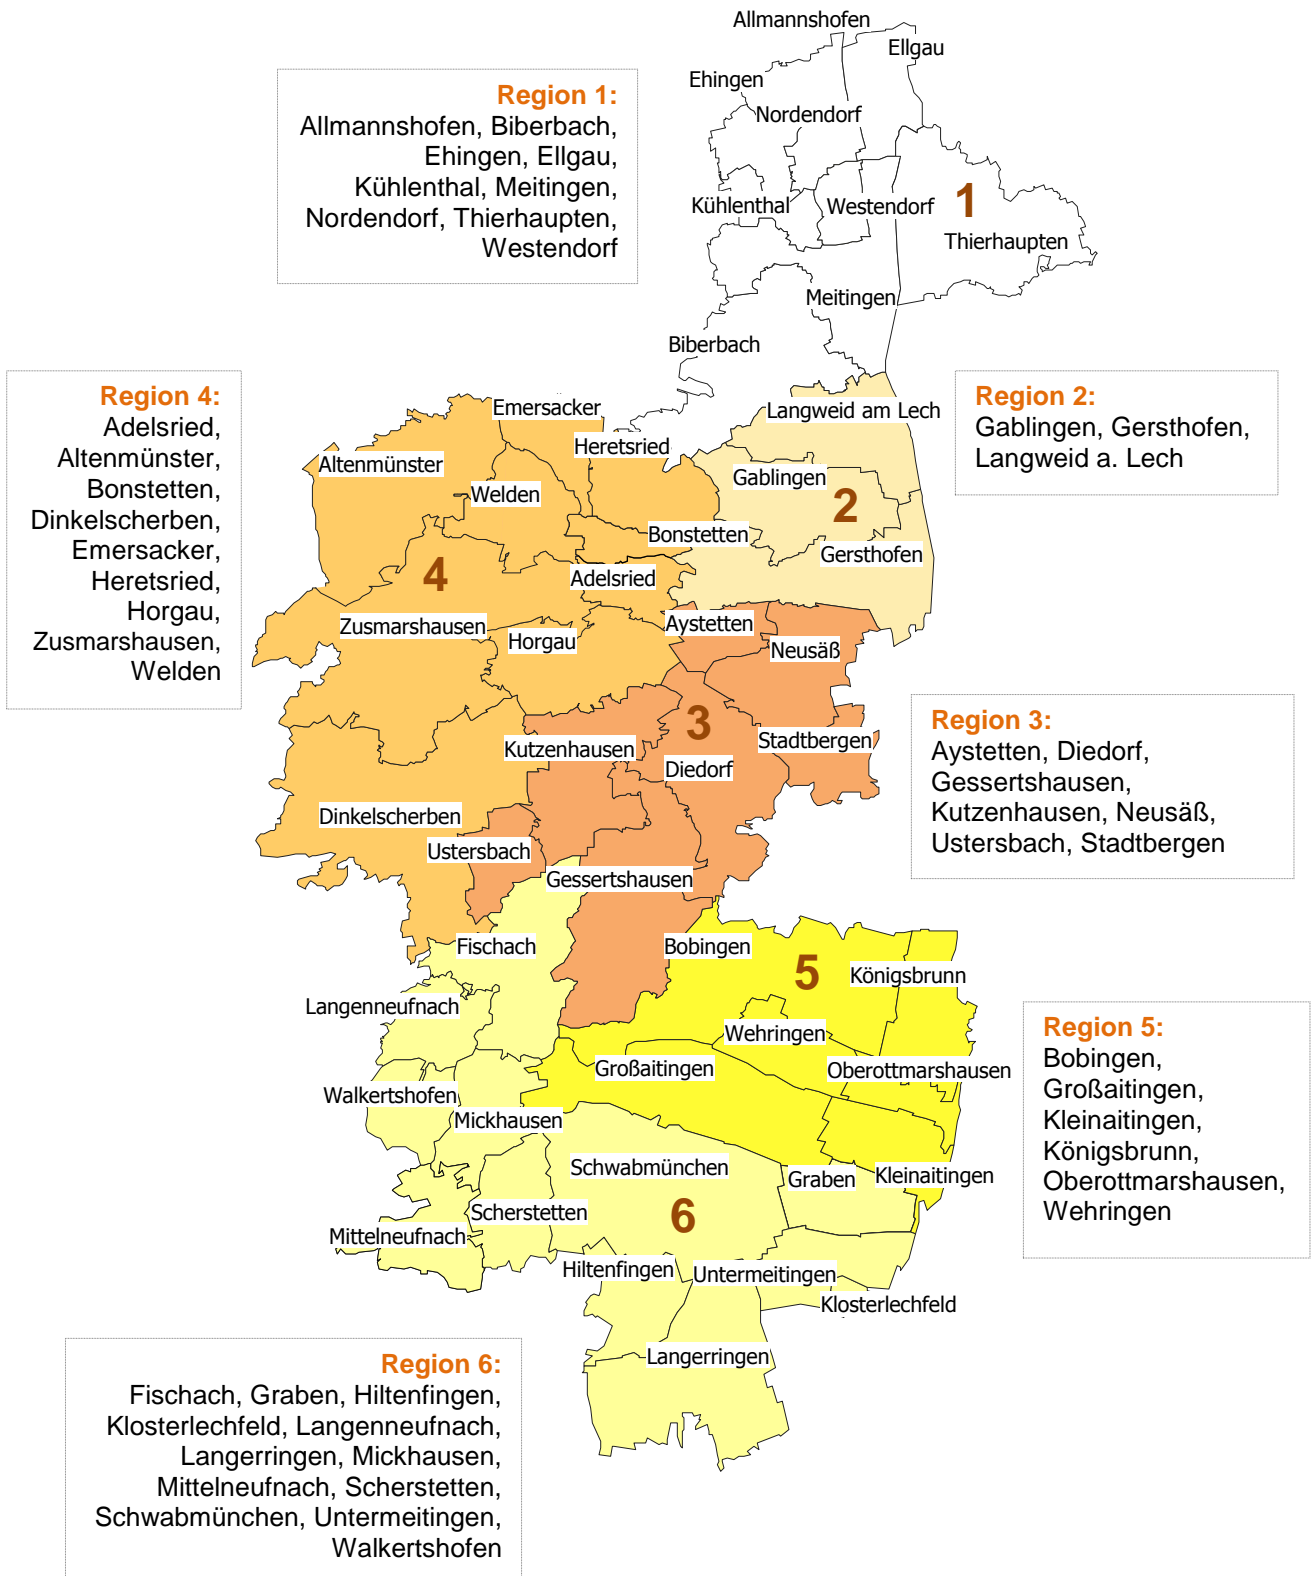 Allmannshofen
Ellgau
Ehingen
Nordendorf
Kühlenthal
Westendorf
1
Thierhaupten
Meitingen
Biberbach
Region 1:
Allmannshofen, Biberbach,
Ehingen, Ellgau,
Kühlenthal, Meitingen,
Nordendorf, Thierhaupten,
Westendorf
Region 4:
Adelsried,
Altenmünster,
Bonstetten,
Dinkelscherben,
Emersacker,
Heretsried,
Horgau,
Zusmarshausen,
Welden
Emersacker
Heretsried
Altenmünster
Welden
Bonstetten
4
Adelsried
Zusmarshausen
Horgau
Dinkelscherben
Langweid am Lech
Gablingen
2
Gersthofen
Region 2:
Gablingen, Gersthofen,
Langweid a. Lech
Aystetten
Neusäß
3
Stadtbergen
Kutzenhausen
Diedorf
Ustersbach
Gessertshausen
Region 3:
Aystetten, Diedorf,
Gessertshausen,
Kutzenhausen, Neusäß,
Ustersbach, Stadtbergen
Fischach
Bobingen
5
Königsbrunn
Langenneufnach
Wehringen
Großaitingen
Oberottmarshausen
Region 5:
Bobingen,
Großaitingen,
Kleinaitingen,
Königsbrunn,
Oberottmarshausen,
Wehringen
Walkertshofen
Mickhausen
Schwabmünchen
Graben
Kleinaitingen
Scherstetten
6
Mittelneufnach
Hiltenfingen
Untermeitingen
Klosterlechfeld
Langerringen
Region 6:
Fischach, Graben, Hiltenfingen,
Klosterlechfeld, Langenneufnach,
Langerringen, Mickhausen,
Mittelneufnach, Scherstetten,
Schwabmünchen, Untermeitingen,
Walkertshofen